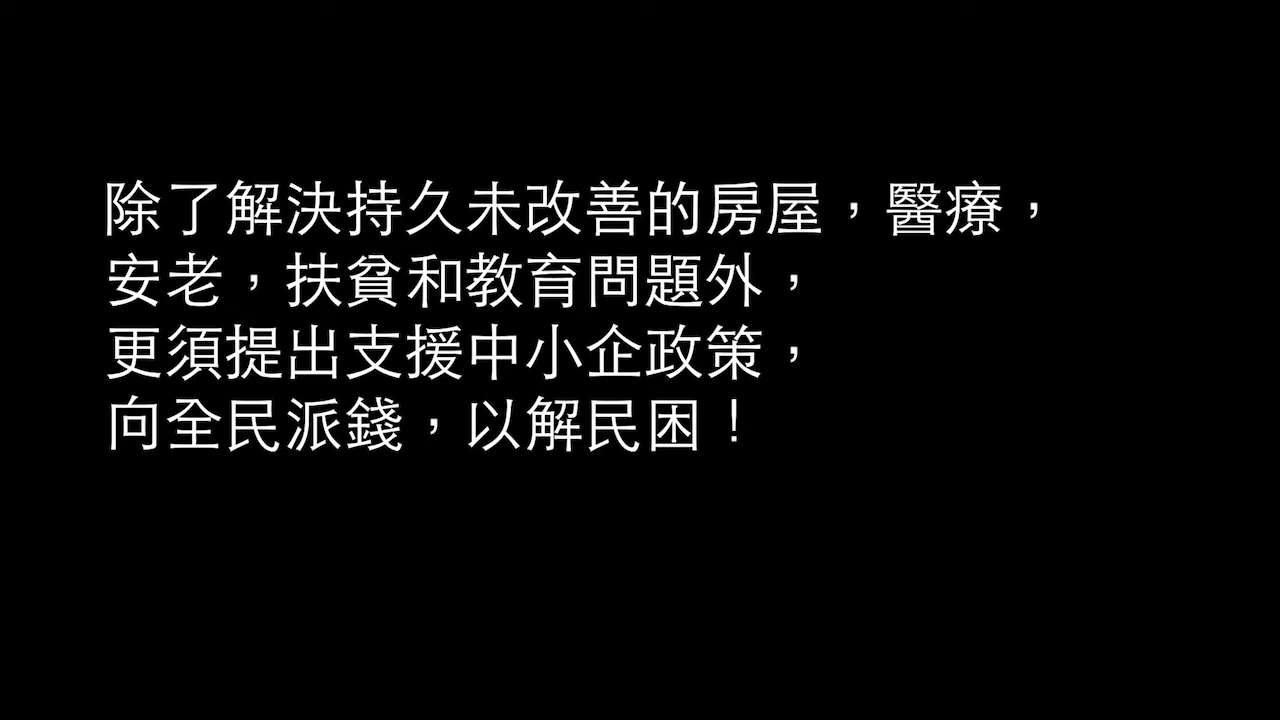 除了解決持久未改善的房屋，醫療，
安老，扶貧和教育問題外，
更須提出支援中小企政策，
向全民派錢，以解民困！